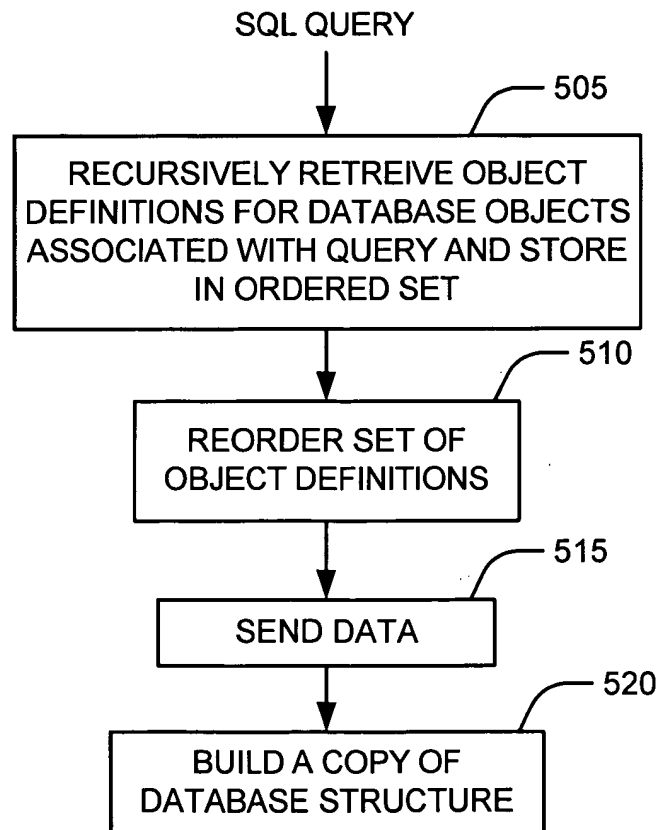 SQL QUERY
505
RECURSIVELY RETREIVE OBJECT
DEFINITIONS FOR DATABASE OBJECTS
ASSOCIATED WITH QUERY AND STORE
IN ORDERED SET
510
REORDER SET OF
OBJECT DEFINITIONS
515
SEND DATA
520
BUILD A COPY OF
DATABASE STRUCTURE